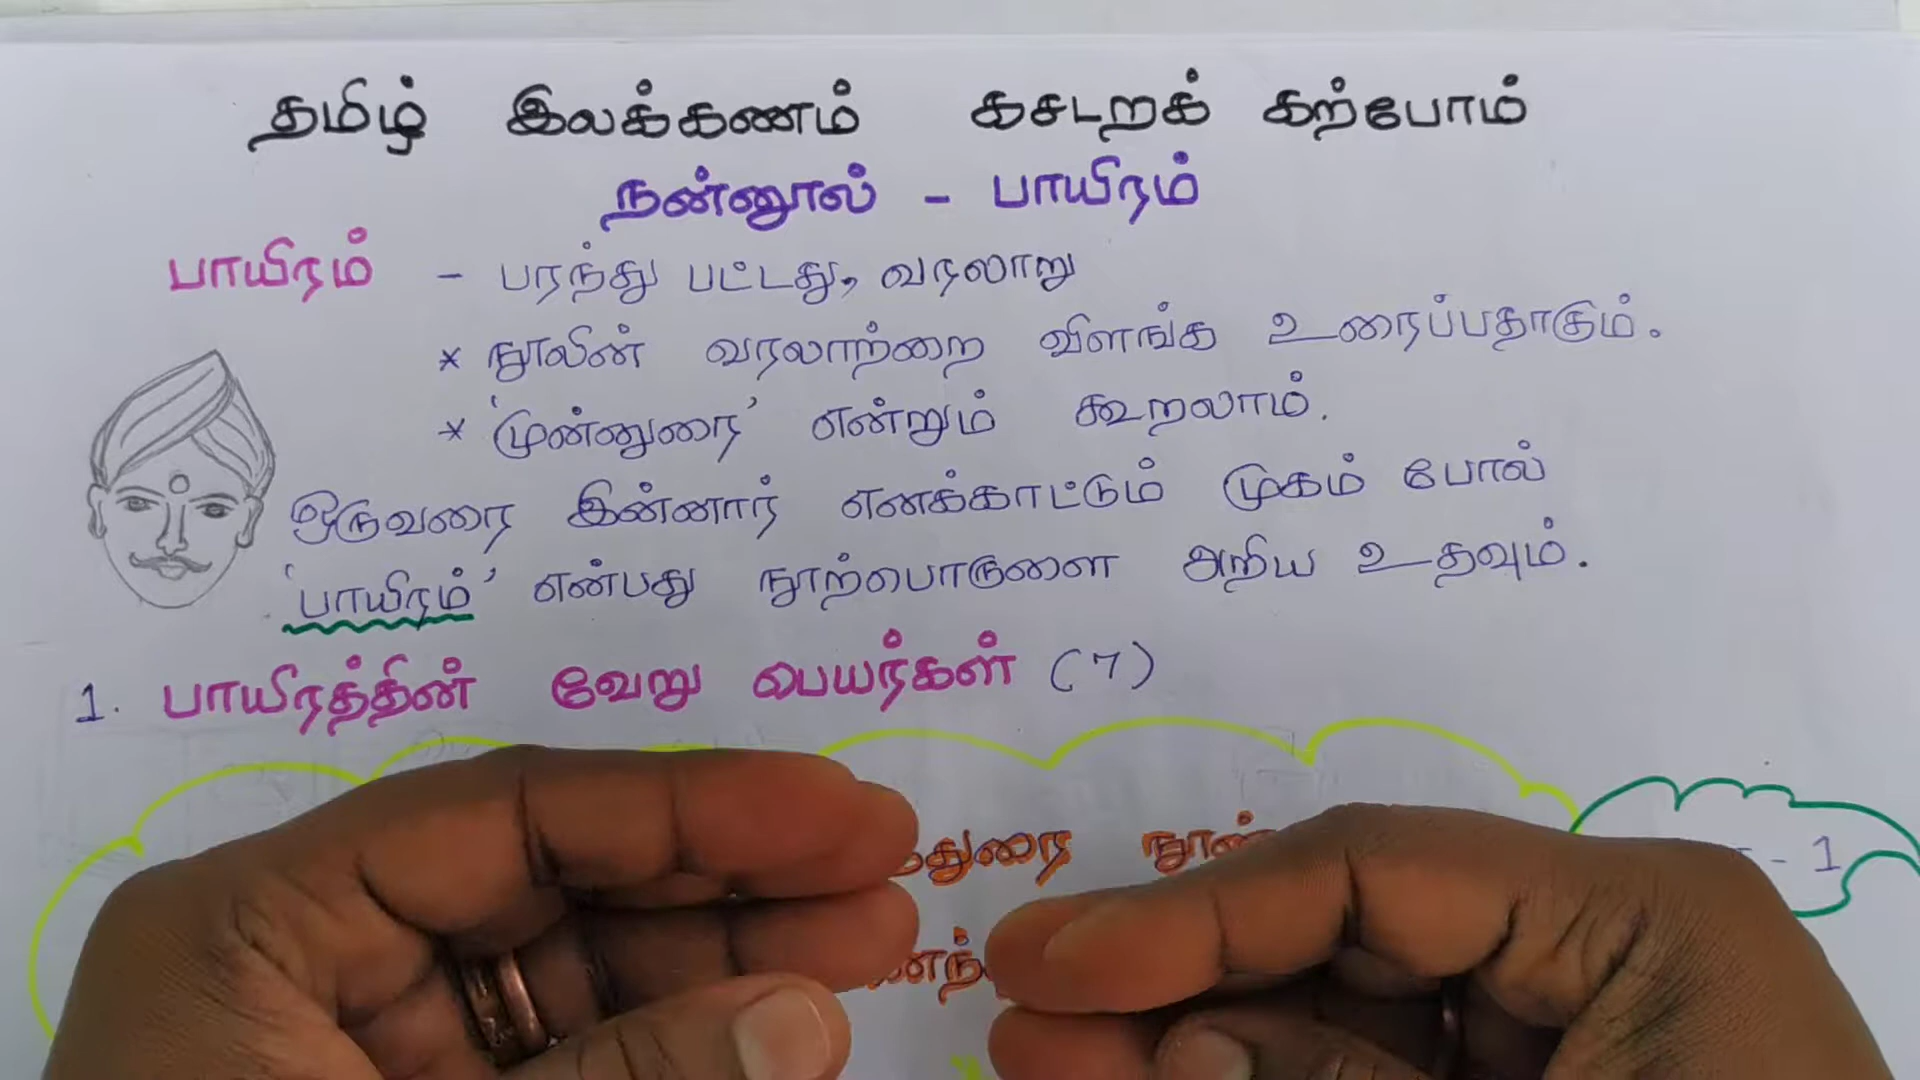 தமிழ் இலக்கணம் கசடறக் கற்போம்
நன்னூல் - பாயிரம்
பாயிரம் - பரந்து பட்டது, வரலாறு
* நூலின் வரலாற்றை விளங்க உரைப்பதாகும்.
* 'முன்னுரை' என்றும் கூறலாம்.
ஒருவரை இன்னார் எனக்காட்டும் முகம் போல்
'பாயிரம்' என்பது நூற்பொருளை அறிய உதவும்.
1. பாயிரத்தின் வேறு பெயர்கள் (7)
- 1